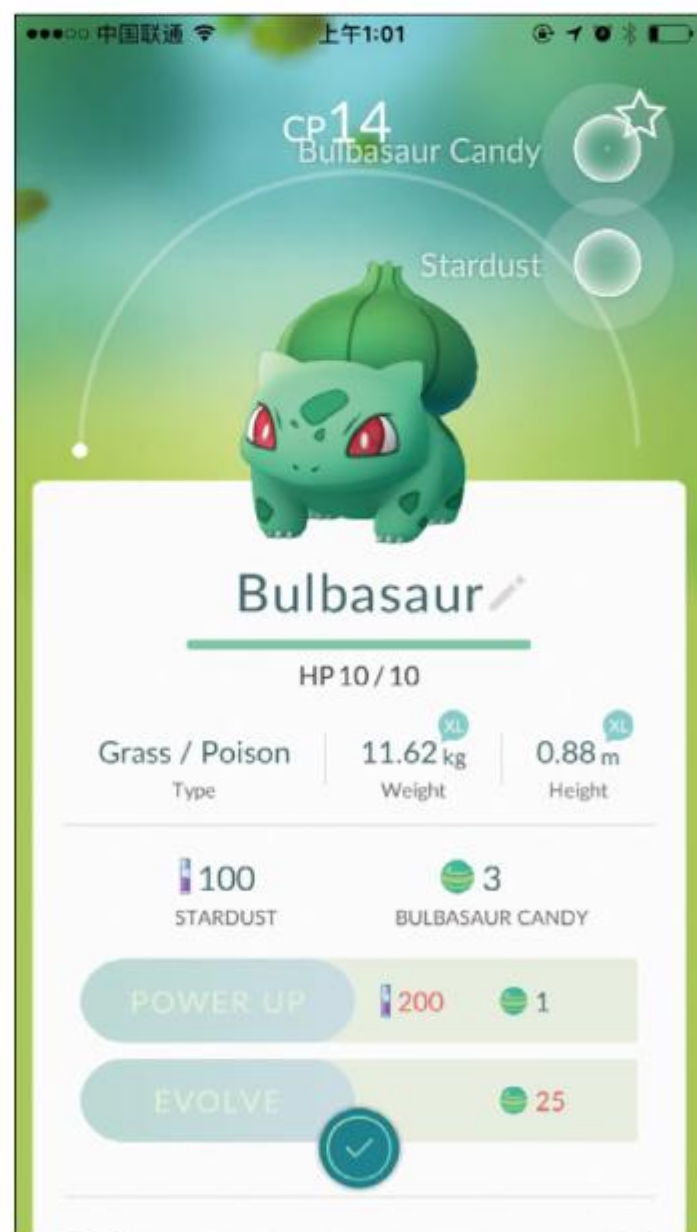 中国联通 上午1:01
CP14
Bulbasaur Candy
Stardust
Bulbasaur
HP 10 / 10
XL XL
Grass / Poison 11.62 kg 0.88 m
Type Weight Height
100 3
STARDUST BULBASAUR CANDY
POWER UP 200 1
EVOLVE 25